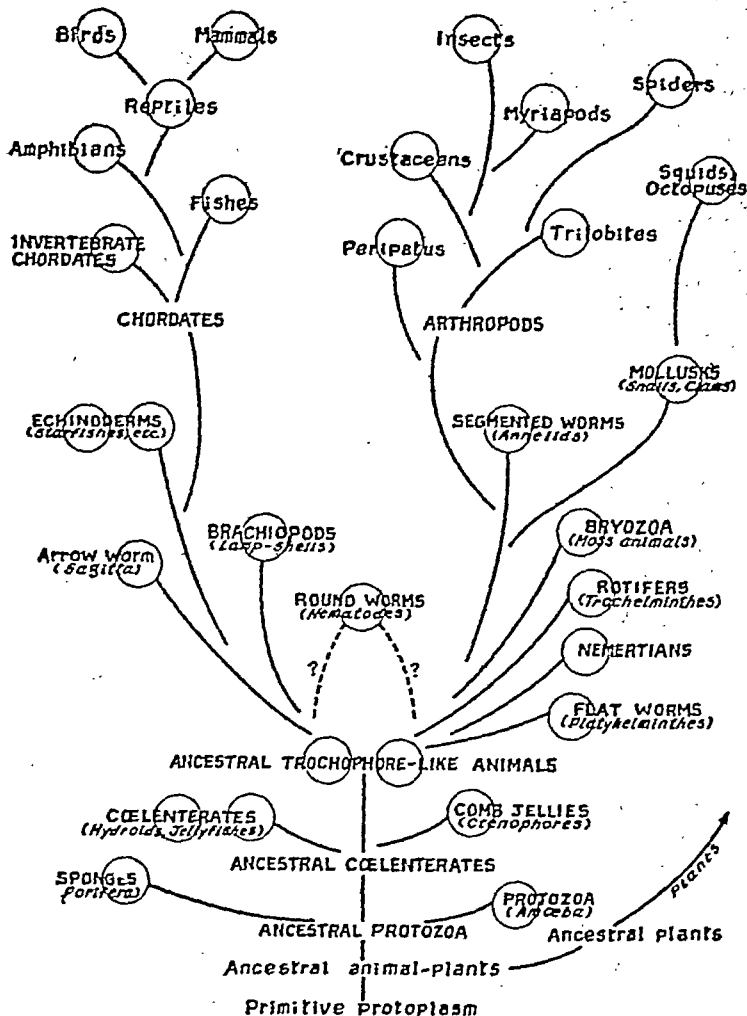 Birds
Mammals
Reptiles
Amphibians
Fishes
INVERTEBRATE
CHORDATES
CHORDATES
Insects
Myriapods
Spiders
Crustaceans
Squids,
Octopuses
Peripatus
Trilobites
ARTHROPODS
MOLLUSKS
(Snails, Clams)
ECHINODERMS
(Starfishes, etc.)
SEGMENTED WORMS
(Annelids)
Arrow Worm
(Sagitta)
BRACHIOPODS
(Lamp-Shells)
BRYOZOA
(Moss animals)
ROUND WORMS
(Nematodes)
ROTIFERS
(Trochelminthes)
?
?
NEMERTIANS
FLAT WORMS
(Platyhelminthes)
ANCESTRAL TROCHOPHORE-LIKE ANIMALS
CŒLENTERATES
(Hydroids, Jellyfishes)
COMB JELLIES
(Ctenophores)
ANCESTRAL CŒLENTERATES
SPONGES
(Porifera)
PROTOZOA
(Amœba)
Plants
ANCESTRAL PROTOZOA
Ancestral plants
Ancestral animal-plants
Primitive protoplasm